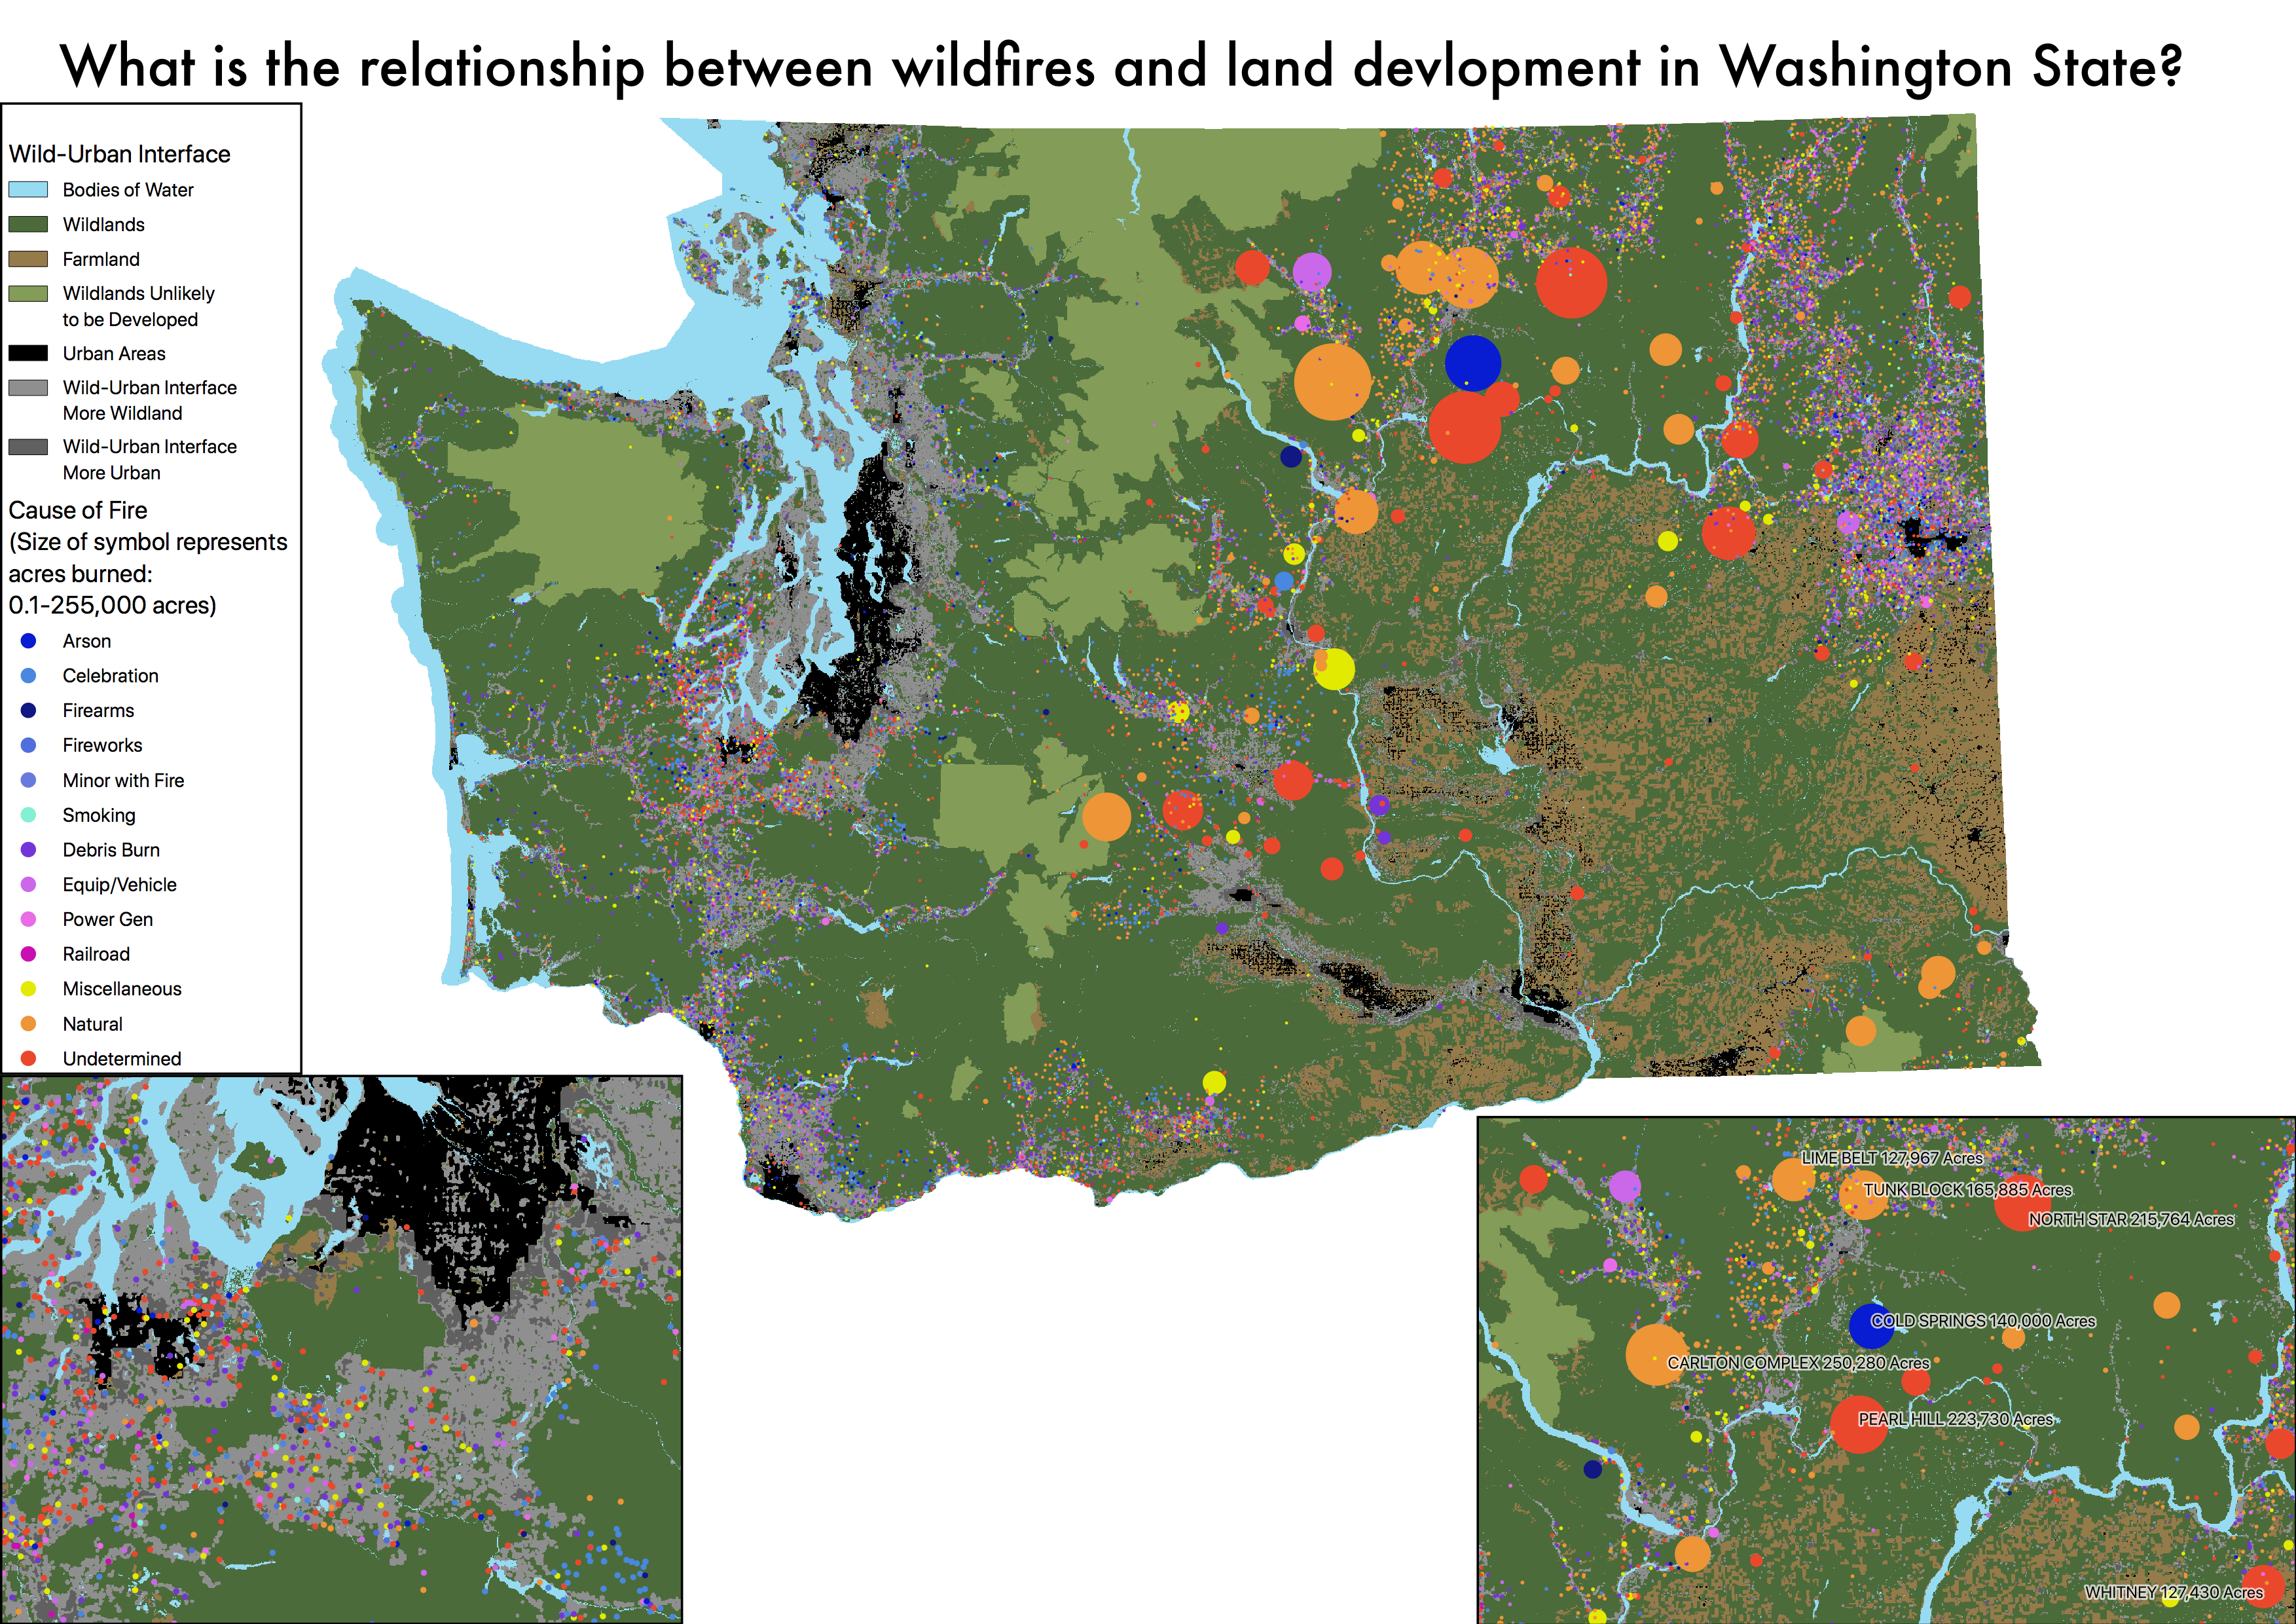 What is the relationship between wildfires and land devlopment in Washington State?
Wild-Urban Interface
Bodies of Water
Wildlands
Farmland
Wildlands Unlikely
to be Developed
Urban Areas
Wild-Urban Interface
More Wildland
Wild-Urban Interface
More Urban
Cause of Fire
(Size of symbol represents
acres burned:
0.1-255,000 acres)
Arson
Celebration
Firearms
Fireworks
Minor with Fire
Smoking
Debris Burn
Equip/Vehicle
Power Gen
Railroad
Miscellaneous
Natural
Undetermined
LIME BELT 127,967 Acres
TUNK BLOCK 165,885 Acres
NORTH STAR 215,764 Acres
COLD SPRINGS 140,000 Acres
CARLTON COMPLEX 250,280 Acres
PEARL HILL 223,730 Acres
WHITNEY 127,430 Acres